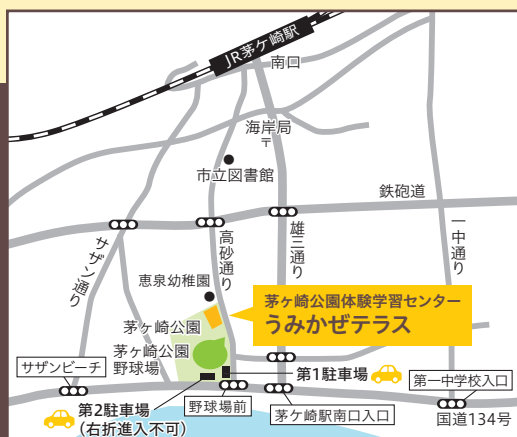 JR茅ケ崎駅
南口
海岸局
〒
市立図書館
鉄砲道
サザン通り
高砂通り
雄三通り
一中通り
恵泉幼稚園
茅ヶ崎公園体験学習センター
うみかぜテラス
茅ヶ崎公園
茅ヶ崎公園
野球場
サザンビーチ
第1駐車場
第一中学校入口
第2駐車場
(右折進入不可)
野球場前
茅ヶ崎駅南口入口
国道134号